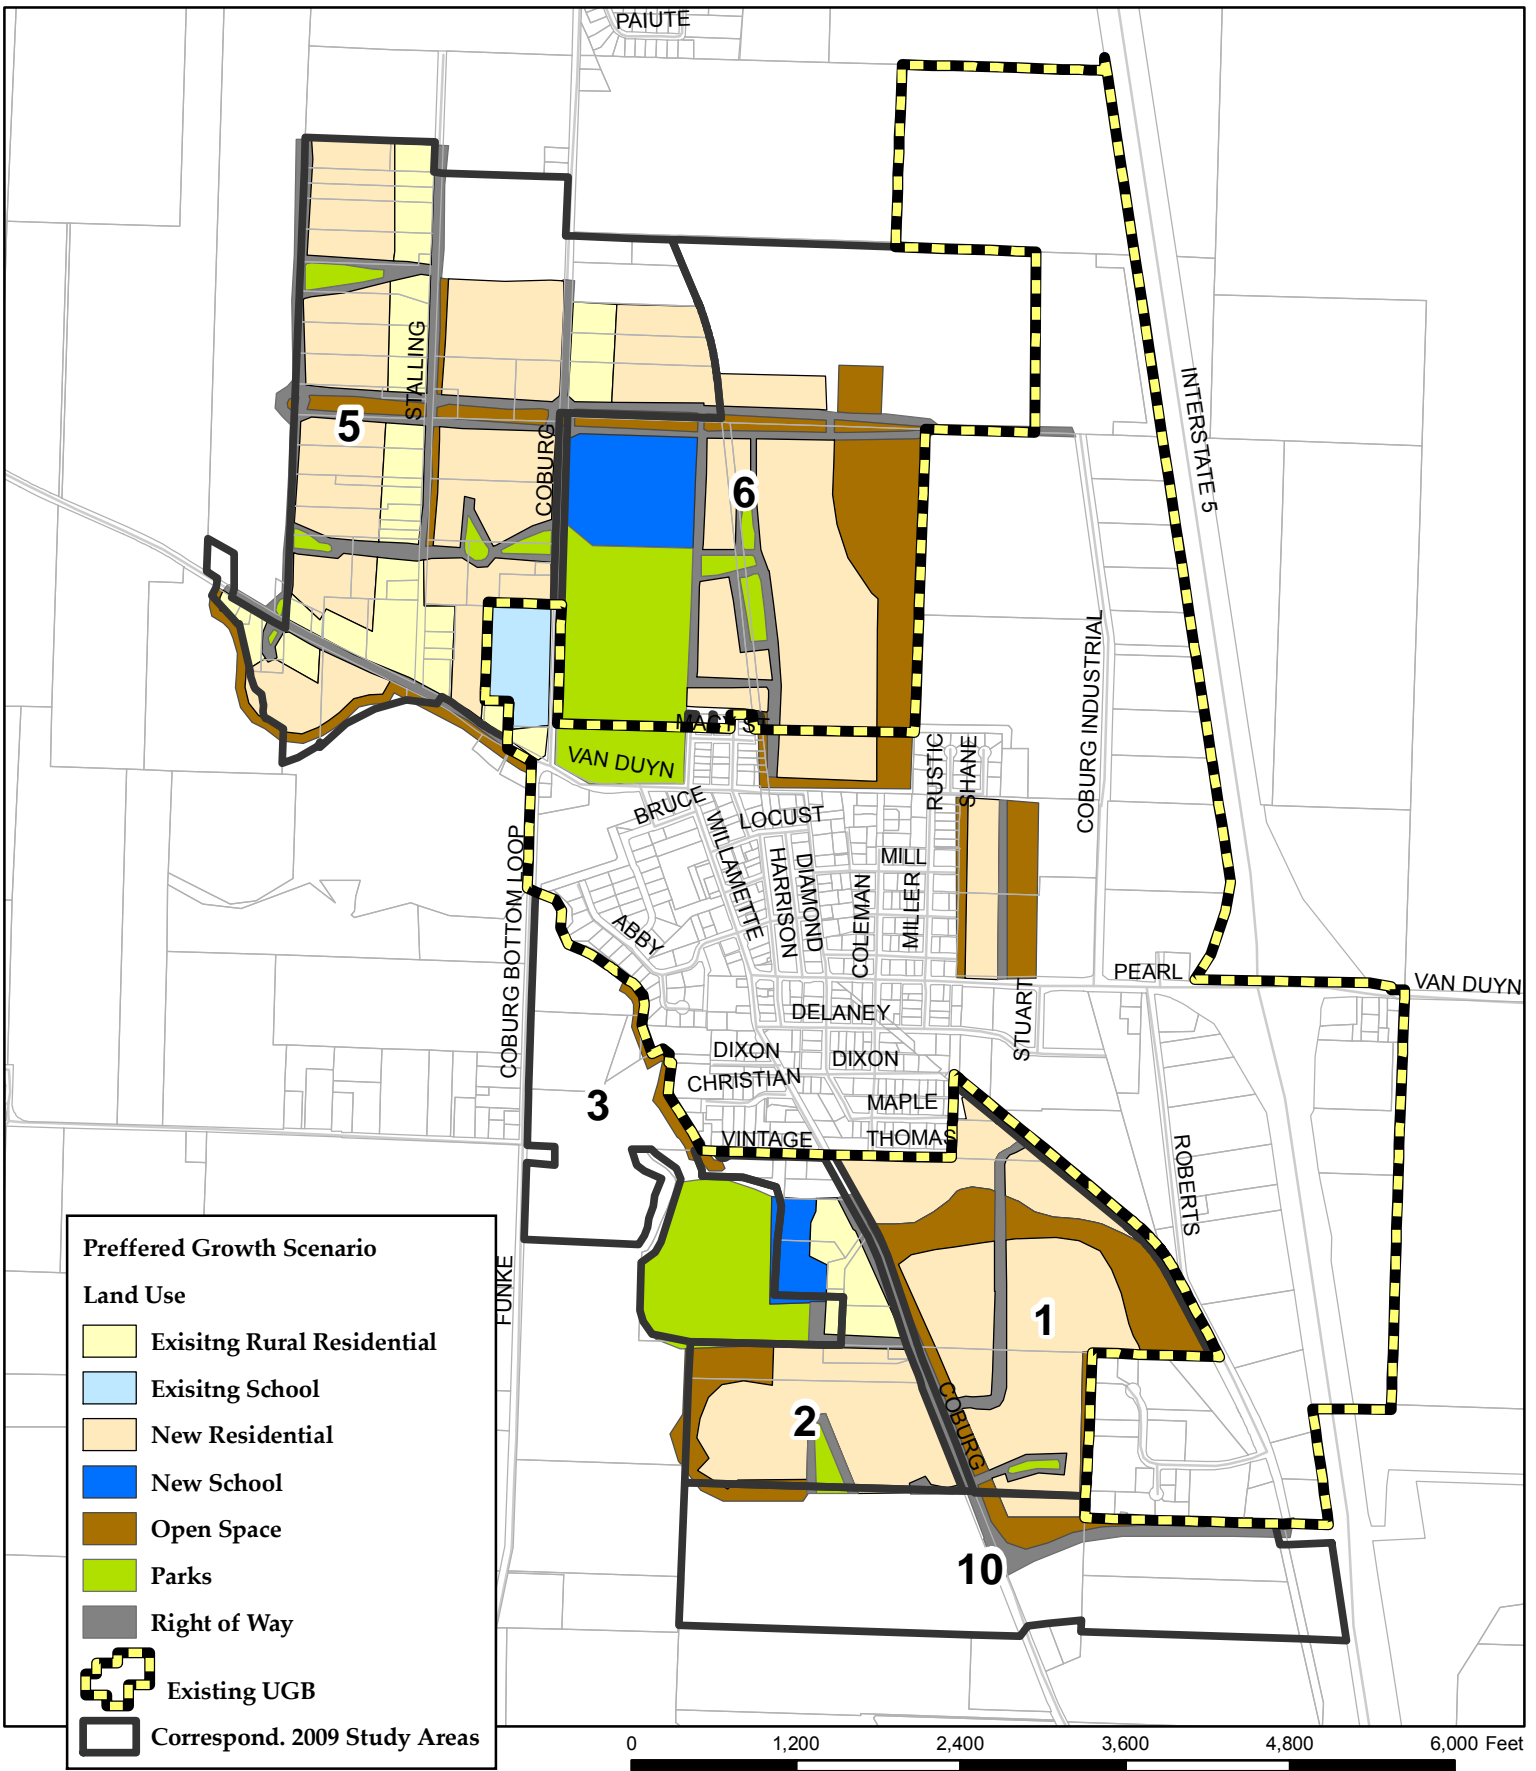 PAIUTE
INTERSTATE 5
STALLING
5
COBURG
6
COBURG INDUSTRIAL
MACY ST
VAN DUYN
RUSTIC
SHANE
BRUCE
LOCUST
WILLAMETTE
HARRISON
DIAMOND
MILL
COLEMAN
MILLER
COBURG BOTTOM LOOP
ABBY
PEARL
VAN DUYN
DELANEY
STUART
DIXON
DIXON
CHRISTIAN
3
MAPLE
VINTAGE
THOMAS
ROBERTS
FUNKE
1
2
COBURG
10
Preffered Growth Scenario
Land Use
Exisitng Rural Residential
Exisitng School
New Residential
New School
Open Space
Parks
Right of Way
Existing UGB
Correspond. 2009 Study Areas
0 1,200 2,400 3,600 4,800 6,000 Feet